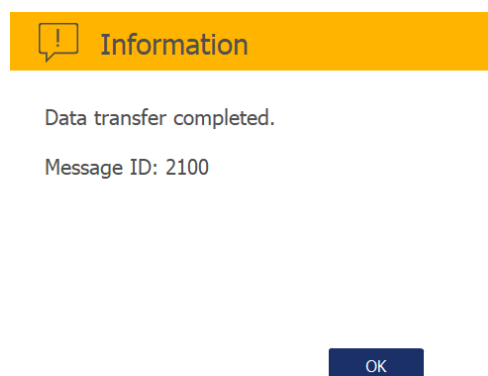 Information
Data transfer completed.
Message ID: 2100
OK